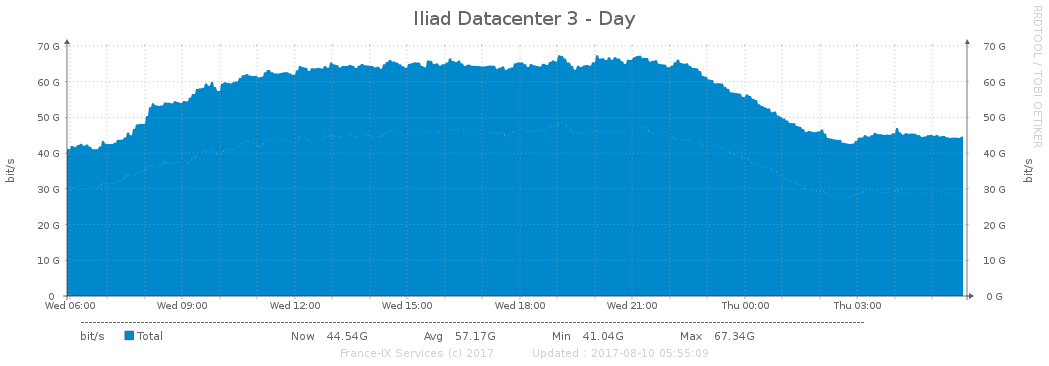 Iliad Datacenter 3 - Day
RRDTOOL / TOBI OETIKER
70 G 70 G
60 G 60 G
50 G 50 G
40 G 40 G
30 G 30 G
20 G 20 G
10 G 10 G
0 0 G
bit/s bit/s
Wed 06:00 Wed 09:00 Wed 12:00 Wed 15:00 Wed 18:00 Wed 21:00 Thu 00:00 Thu 03:00
bit/s Total Now 44.54G Avg 57.17G Min 41.04G Max 67.34G
France-IX Services (c) 2017 Updated : 2017-08-10 05:55:09